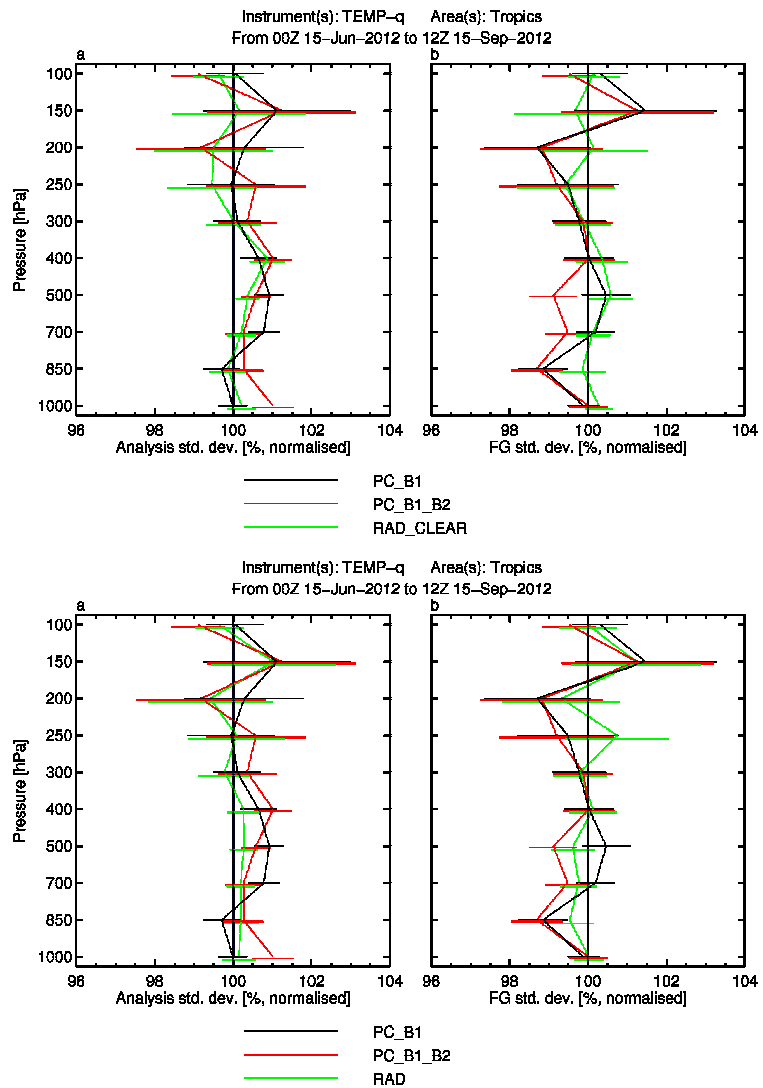 Instrument(s): TEMP−q Area(s): Tropics
From 00Z 15−Jun−2012 to 12Z 15−Sep−2012
a b
100
150
200
250
300
400
500
700
850
1000
Pressure [hPa]
96 98 100 102 104 96 98 100 102 104
Analysis std. dev. [%, normalised] FG std. dev. [%, normalised]
PC_B1
PC_B1_B2
RAD_CLEAR
Instrument(s): TEMP−q Area(s): Tropics
From 00Z 15−Jun−2012 to 12Z 15−Sep−2012
a b
100
150
200
250
300
400
500
700
850
1000
Pressure [hPa]
96 98 100 102 104 96 98 100 102 104
Analysis std. dev. [%, normalised] FG std. dev. [%, normalised]
PC_B1
PC_B1_B2
RAD